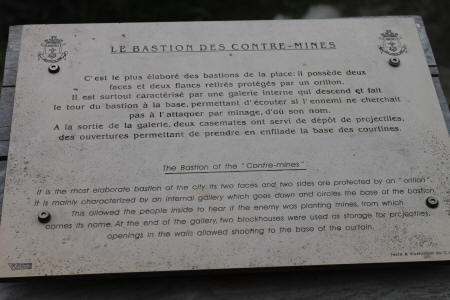 LE BASTION DES CONTRE-MINES
C'est le plus élaboré des bastions de la place: il possède deux
faces et deux flancs retirés protégés par un orillon.
Il est surtout caractérisé par une galerie interne qui descend et fait
le tour du bastion à la base, permettant d'écouter si l'ennemi ne cherchait
pas à l'attaquer par minage, d'où son nom.
A la sortie de la galerie, deux casemates ont servi de dépôt de projectiles,
des ouvertures permettant de prendre en enfilade la base des courtines.
The Bastion of the "Contre-mines"
It is the most elaborate bastion of the city. Its two faces and two sides are protected by an "orillon".
It is mainly characterized by an internal gallery which goes down and circles the base of the bastion.
This allowed the people inside to hear if the enemy was planting mines, from which
comes its name. At the end of the gallery, two blockhouses were used as storage for projectiles,
openings in the walls allowed shooting to the base of the curtain.
Texte &